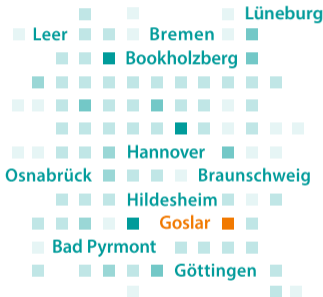 Lüneburg
Leer Bremen
Bookholzberg
Hannover
Osnabrück Braunschweig
Hildesheim
Goslar
Bad Pyrmont
Göttingen